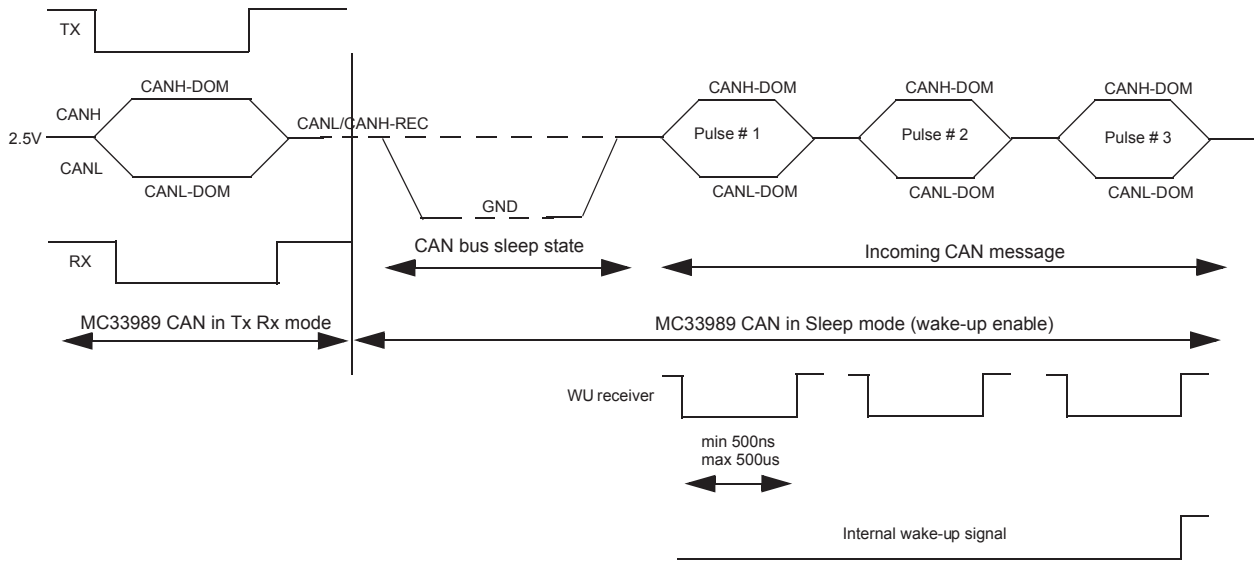 TX
CANH-DOM
CANH-DOM
CANH-DOM
CANH-DOM
CANH
CANL/CANH-REC
2.5V
Pulse # 1
Pulse # 2
Pulse # 3
CANL
CANL-DOM
CANL-DOM
CANL-DOM
CANL-DOM
GND
RX
CAN bus sleep state
Incoming CAN message
MC33989 CAN in Tx Rx mode
MC33989 CAN in Sleep mode (wake-up enable)
WU receiver
min 500ns
max 500us
Internal wake-up signal